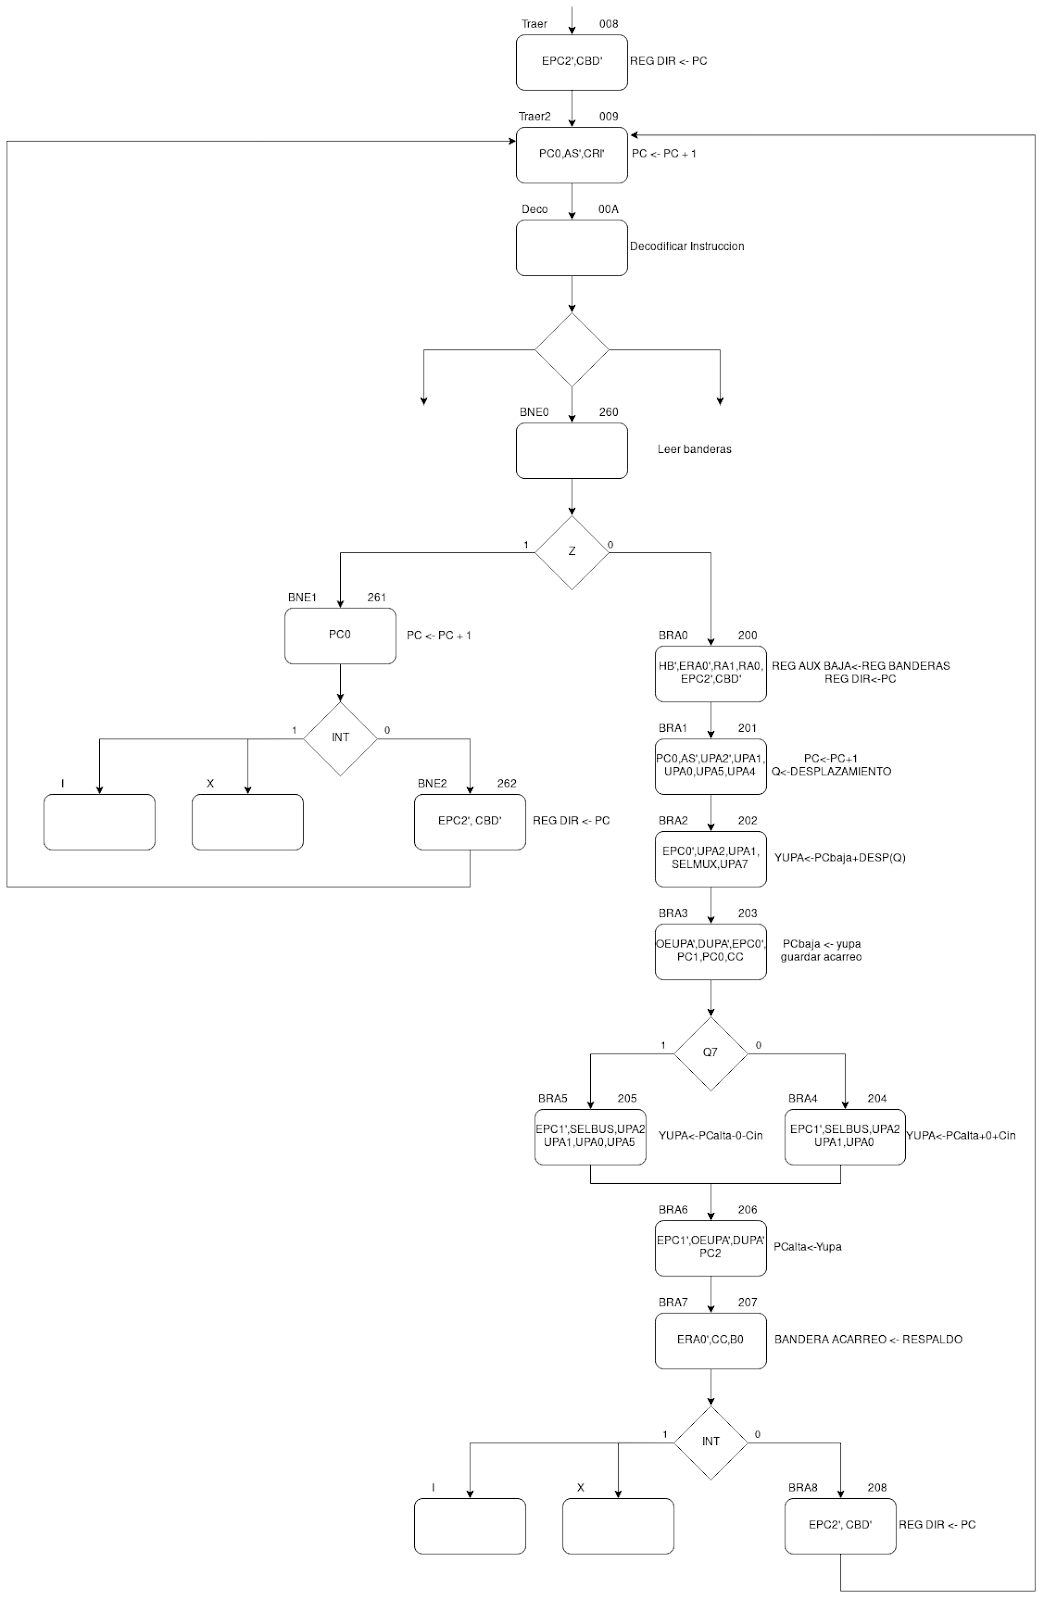 Traer 008
EPC2',CBD' REG DIR <- PC
Traer2 009
PC0,AS',CRI' PC <- PC + 1
Deco 00A
Decodificar Instruccion
BNE0 260
Leer banderas
1 Z 0
BNE1 261
PC0 PC <- PC + 1
BRA0 200
HB',ERA0',RA1,RA0,
EPC2',CBD'
REG AUX BAJA<-REG BANDERAS
REG DIR<-PC
1 INT 0
BRA1 201
PC0,AS',UPA2',UPA1,
UPA0,UPA5,UPA4
PC<-PC+1
Q<-DESPLAZAMIENTO
I X BNE2 262
EPC2', CBD' REG DIR <- PC
BRA2 202
EPC0',UPA2,UPA1,
SELMUX,UPA7
YUPA<-PCbaja+DESP(Q)
BRA3 203
OEUPA',DUPA',EPC0',
PC1,PC0,CC
PCbaja <- yupa
guardar acarreo
1 Q7 0
BRA5 205
EPC1',SELBUS,UPA2
UPA1,UPA0,UPA5
YUPA<-PCalta-0-Cin
BRA4 204
EPC1',SELBUS,UPA2
UPA1,UPA0
YUPA<-PCalta+0+Cin
BRA6 206
EPC1',OEUPA',DUPA'
PC2
PCalta<-Yupa
BRA7 207
ERA0',CC,B0 BANDERA ACARREO <- RESPALDO
1 INT 0
I X BRA8 208
EPC2', CBD' REG DIR <- PC